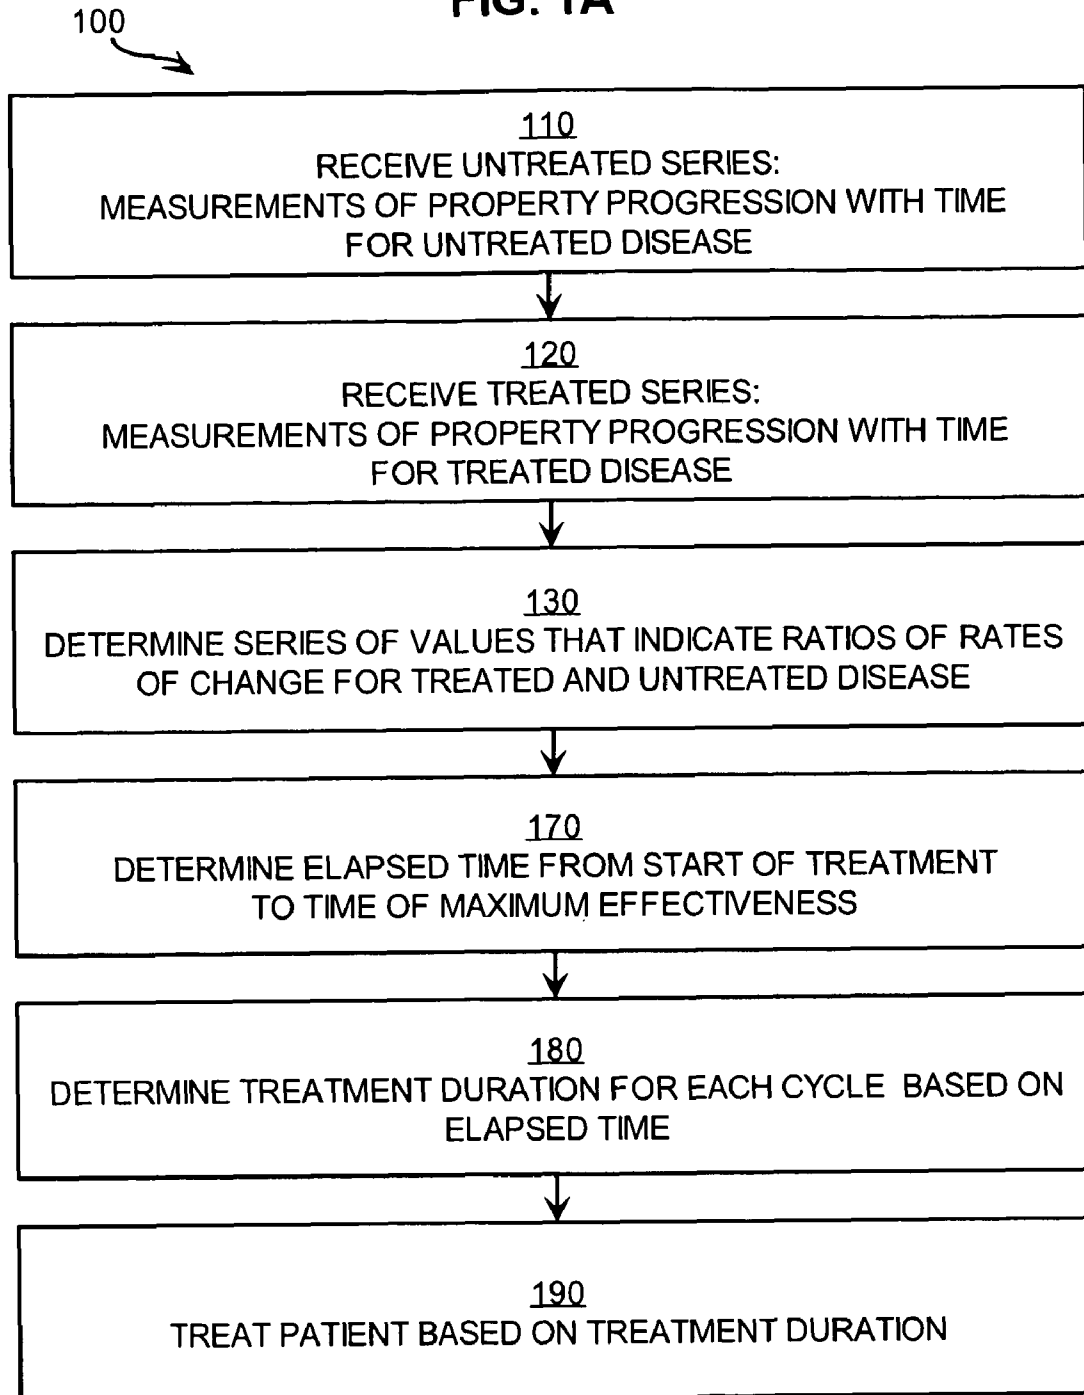 FIG. 1A
100
110
RECEIVE UNTREATED SERIES:
MEASUREMENTS OF PROPERTY PROGRESSION WITH TIME
FOR UNTREATED DISEASE
120
RECEIVE TREATED SERIES:
MEASUREMENTS OF PROPERTY PROGRESSION WITH TIME
FOR TREATED DISEASE
130
DETERMINE SERIES OF VALUES THAT INDICATE RATIOS OF RATES
OF CHANGE FOR TREATED AND UNTREATED DISEASE
170
DETERMINE ELAPSED TIME FROM START OF TREATMENT
TO TIME OF MAXIMUM EFFECTIVENESS
180
DETERMINE TREATMENT DURATION FOR EACH CYCLE BASED ON
ELAPSED TIME
190
TREAT PATIENT BASED ON TREATMENT DURATION